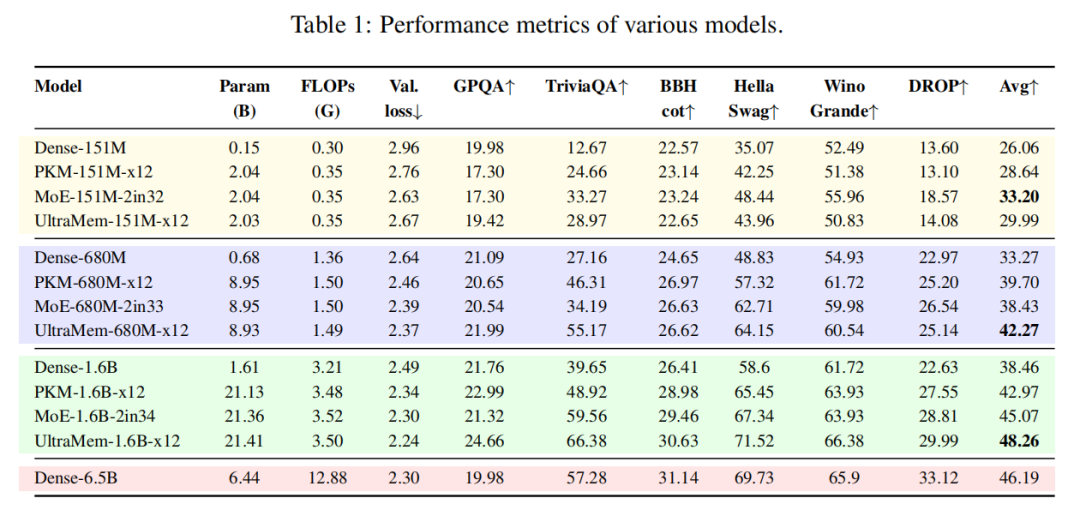 Table 1: Performance metrics of various models.
Model Param FLOPs Val. GPQA↑ TriviaQA↑ BBH Hella Wino DROP↑ Avg↑
(B) (G) loss↓ cot↑ Swag↑ Grande↑
Dense-151M 0.15 0.30 2.96 19.98 12.67 22.57 35.07 52.49 13.60 26.06
PKM-151M-x12 2.04 0.35 2.76 17.30 24.66 23.14 42.25 51.38 13.10 28.64
MoE-151M-2in32 2.04 0.35 2.63 17.30 33.27 23.24 48.44 55.96 18.57 33.20
UltraMem-151M-x12 2.03 0.35 2.67 19.42 28.97 22.65 43.96 50.83 14.08 29.99
Dense-680M 0.68 1.36 2.64 21.09 27.16 24.65 48.83 54.93 22.97 33.27
PKM-680M-x12 8.95 1.50 2.46 20.65 46.31 26.97 57.32 61.72 25.20 39.70
MoE-680M-2in33 8.95 1.50 2.39 20.54 34.19 26.63 62.71 59.98 26.54 38.43
UltraMem-680M-x12 8.93 1.49 2.37 21.99 55.17 26.62 64.15 60.54 25.14 42.27
Dense-1.6B 1.61 3.21 2.49 21.76 39.65 26.41 58.6 61.72 22.63 38.46
PKM-1.6B-x12 21.13 3.48 2.34 22.99 48.92 28.98 65.45 63.93 27.55 42.97
MoE-1.6B-2in34 21.36 3.52 2.30 21.32 59.56 29.46 67.34 63.93 28.81 45.07
UltraMem-1.6B-x12 21.41 3.50 2.24 24.66 66.38 30.63 71.52 66.38 29.99 48.26
Dense-6.5B 6.44 12.88 2.30 19.98 57.28 31.14 69.73 65.9 33.12 46.19